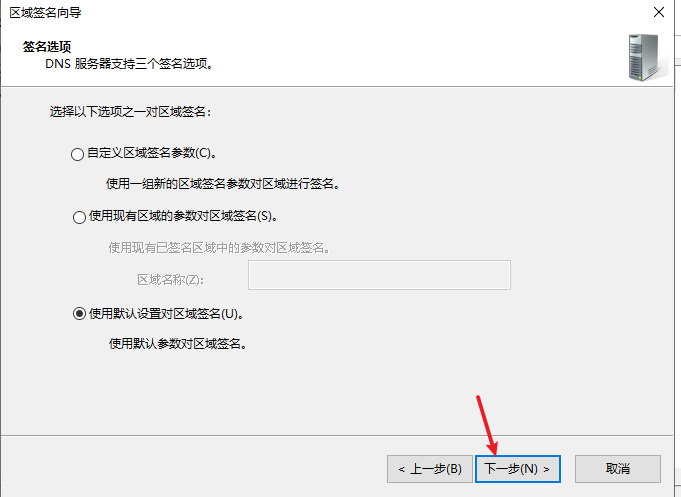 区域签名向导
签名选项
DNS 服务器支持三个签名选项。
选择以下选项之一对区域签名：
自定义区域签名参数(C)。
使用一组新的区域签名参数对区域进行签名。
使用现有区域的参数对区域签名(S)。
使用现有已签名区域中的参数对区域签名。
区域名称(Z)：
使用默认设置对区域签名(U)。
使用默认参数对区域签名。
< 上一步(B) 下一步(N) > 取消